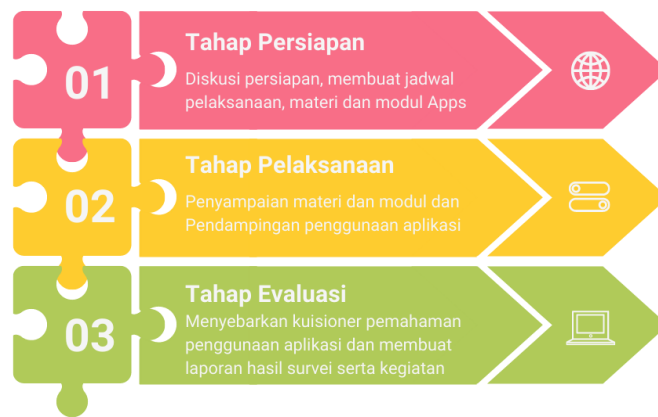 01
Tahap Persiapan
Diskusi persiapan, membuat jadwal
pelaksanaan, materi dan modul Apps
02
Tahap Pelaksanaan
Penyampaian materi dan modul dan
Pendampingan penggunaan aplikasi
03
Tahap Evaluasi
Menyebarkan kuisioner pemahaman
penggunaan aplikasi dan membuat
laporan hasil survei serta kegiatan